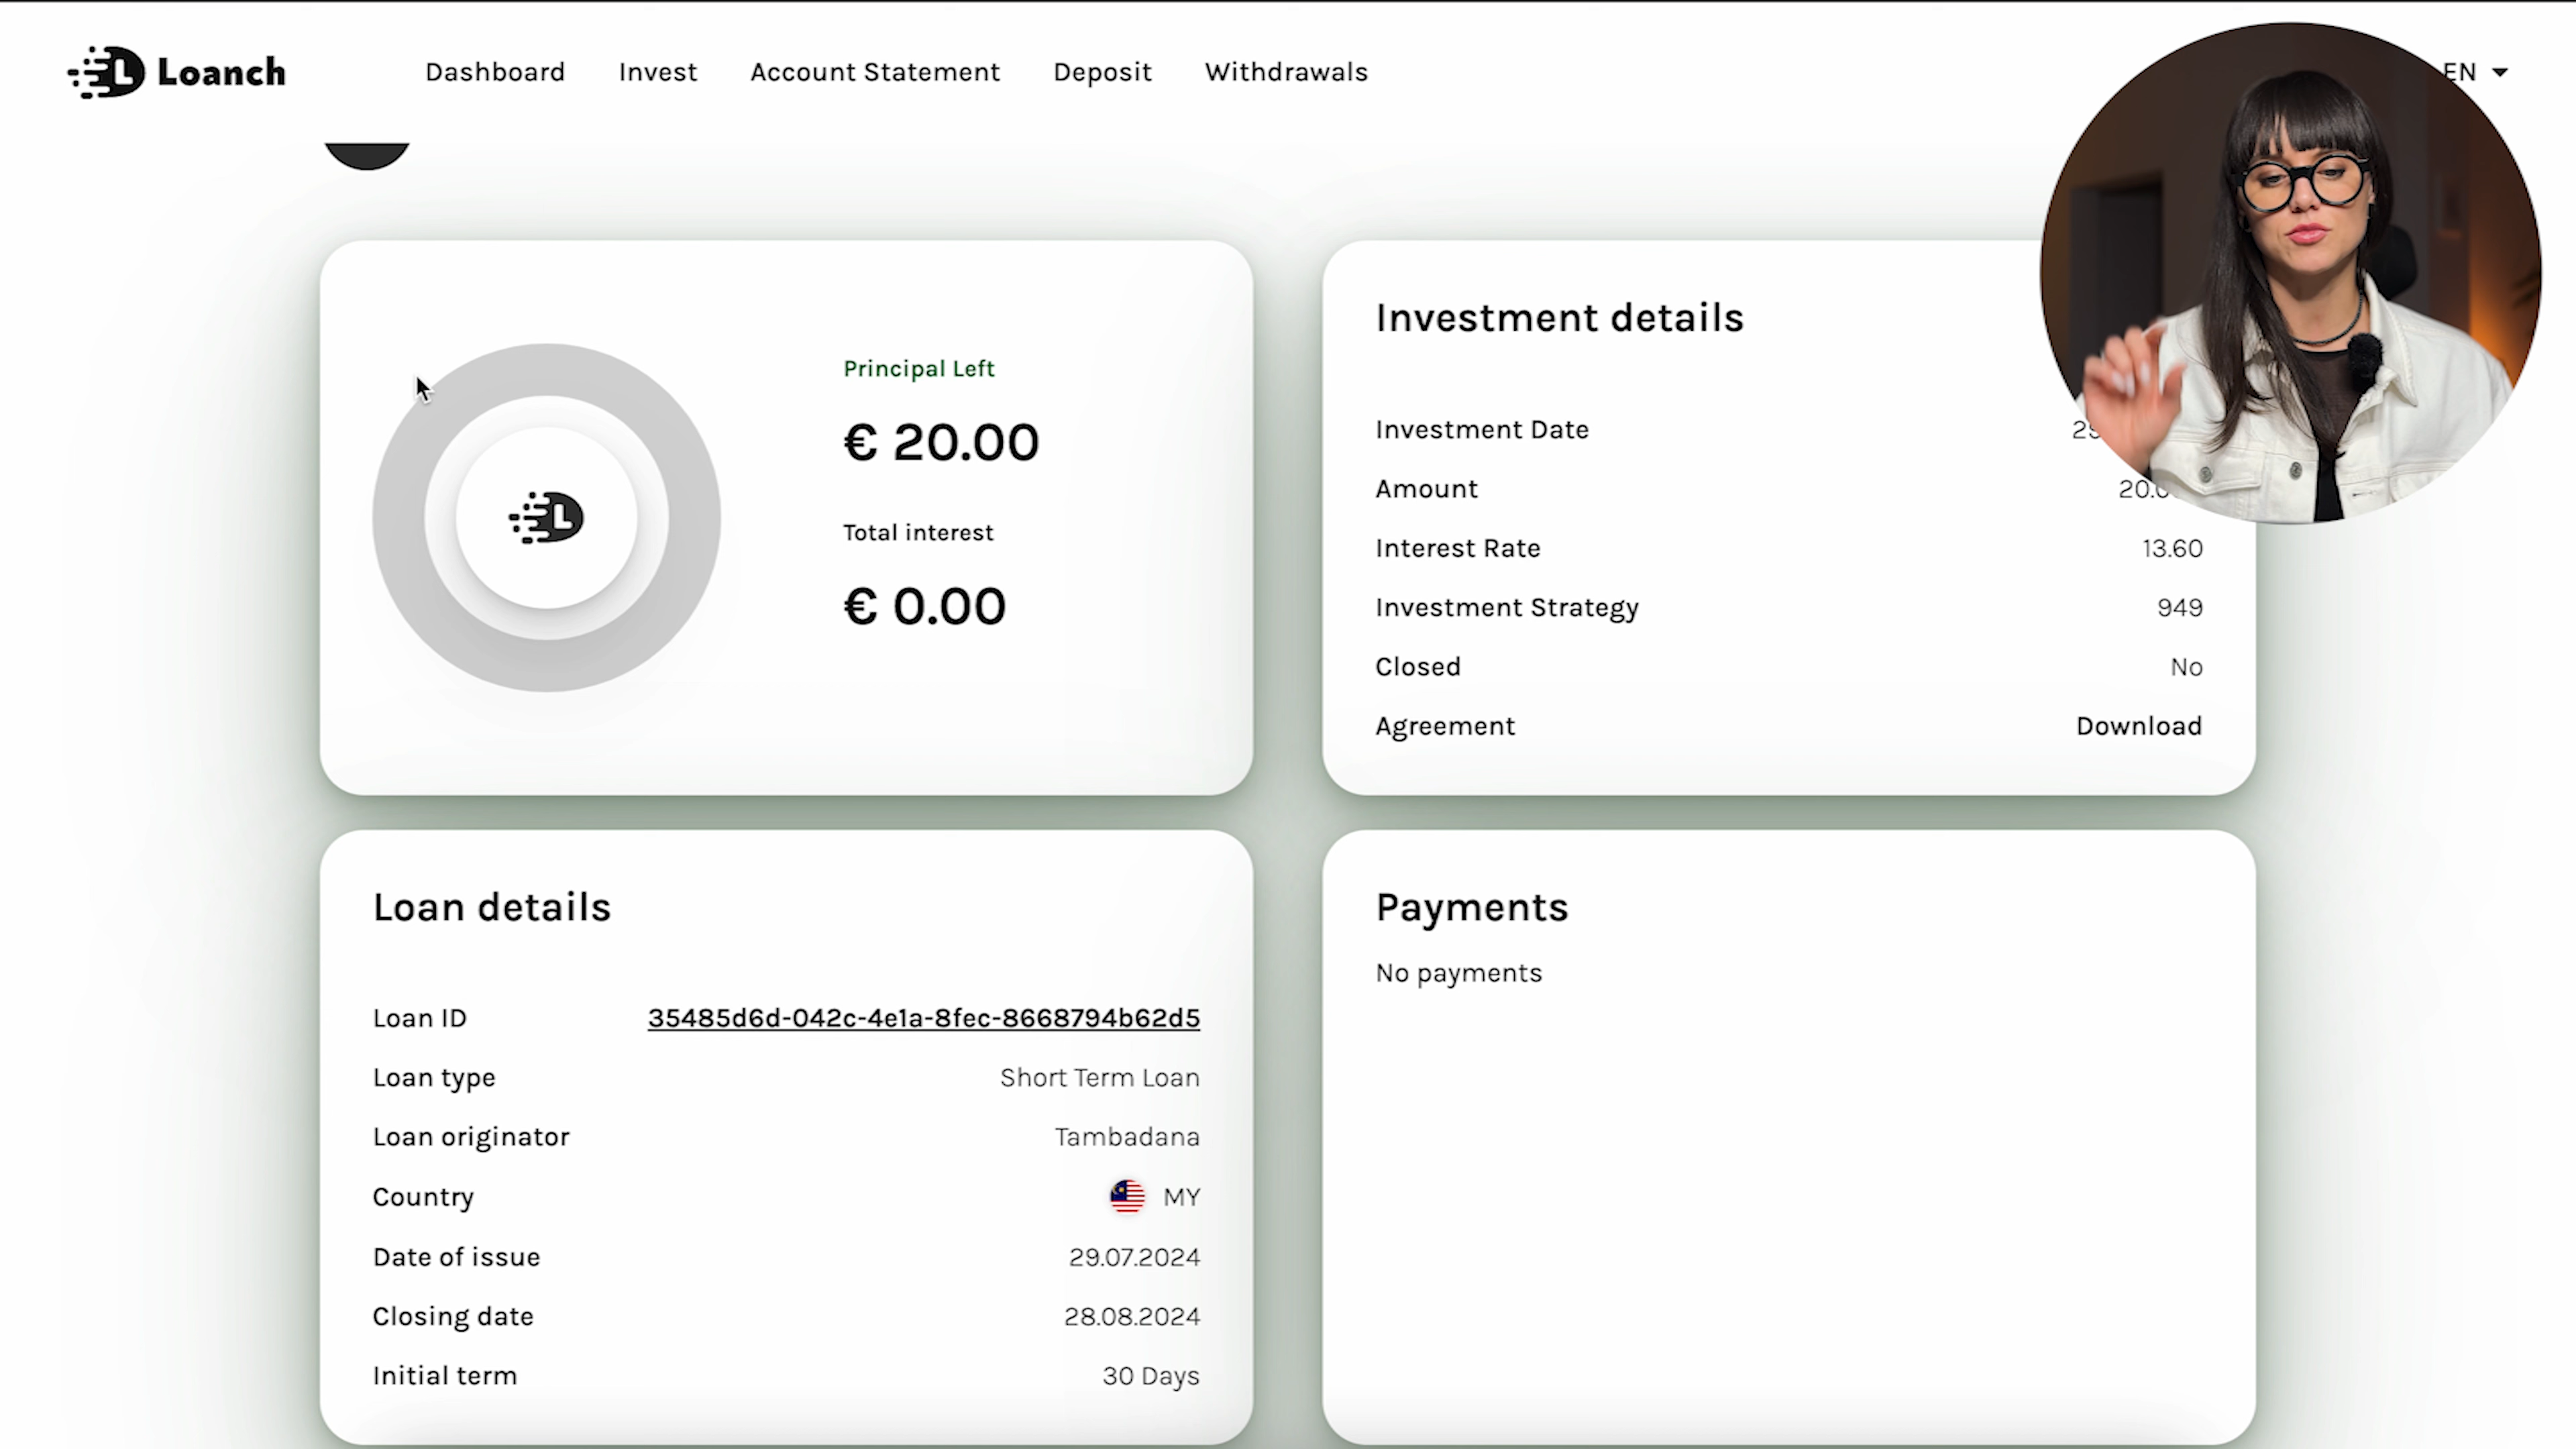 Loanch
Dashboard
Invest
Account Statement
Deposit
Withdrawals
EN
Principal Left
€ 20.00
Total interest
€ 0.00
Investment details
Investment Date
Amount
Interest Rate 13.60
Investment Strategy 949
Closed No
Agreement Download
Loan details
Loan ID 35485d6d-042c-4e1a-8fec-8668794b62d5
Loan type Short Term Loan
Loan originator Tambadana
Country MY
Date of issue 29.07.2024
Closing date 28.08.2024
Initial term 30 Days
Payments
No payments